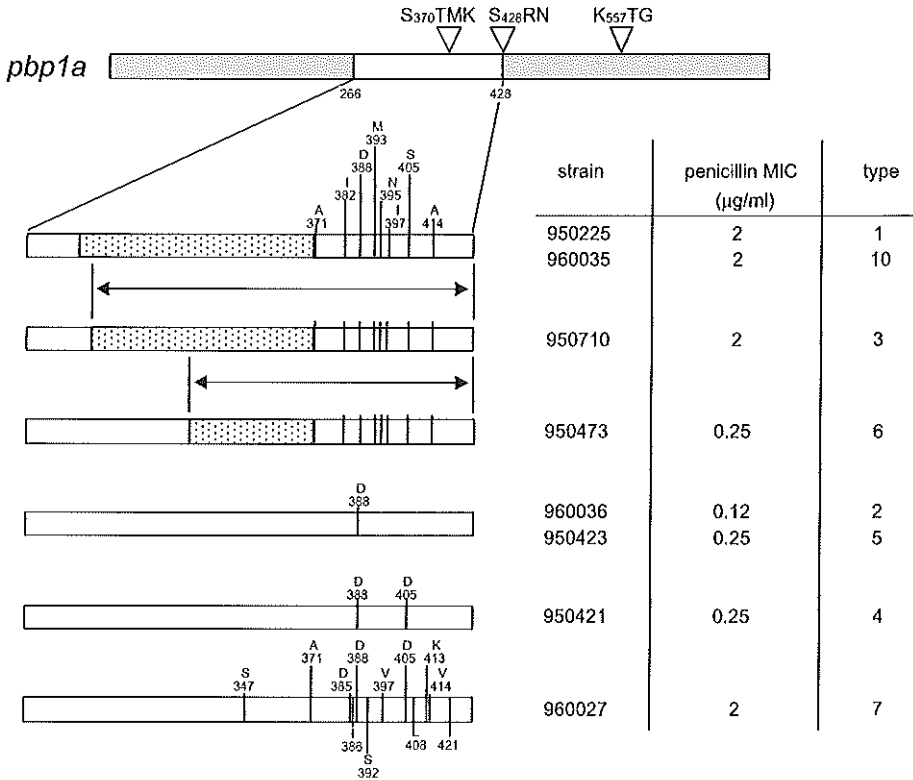 S370TMK S428RN K557TG
pbp1a
266 428
M
393
D S
388 405
I N
382 395
A I A
371 397 414
strain penicillin MIC type
(µg/ml)
950225 2 1
960035 2 10
950710 2 3
950473 0.25 6
D
388
960036 0.12 2
950423 0.25 5
D D
388 405
950421 0.25 4
A D D K
371 388 405 413
S D V V
347 385 397 414
960027 2 7
386 L 408 421
S
392